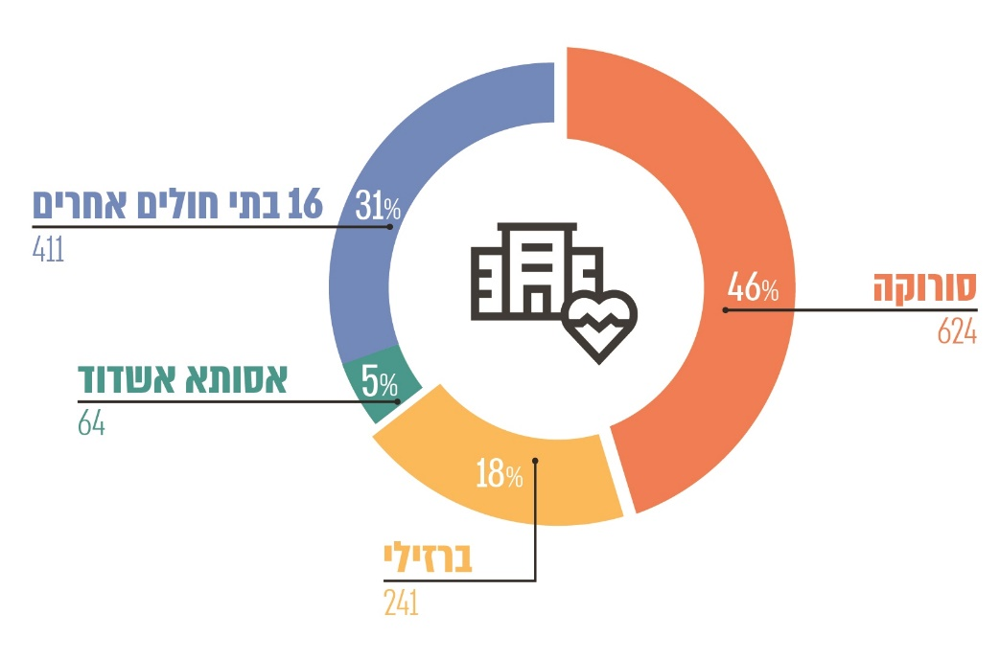 31%
16 בתי חולים אחרים
411
46%
סורוקה
624
5%
אסותא אשדוד
64
18%
ברזילי
241